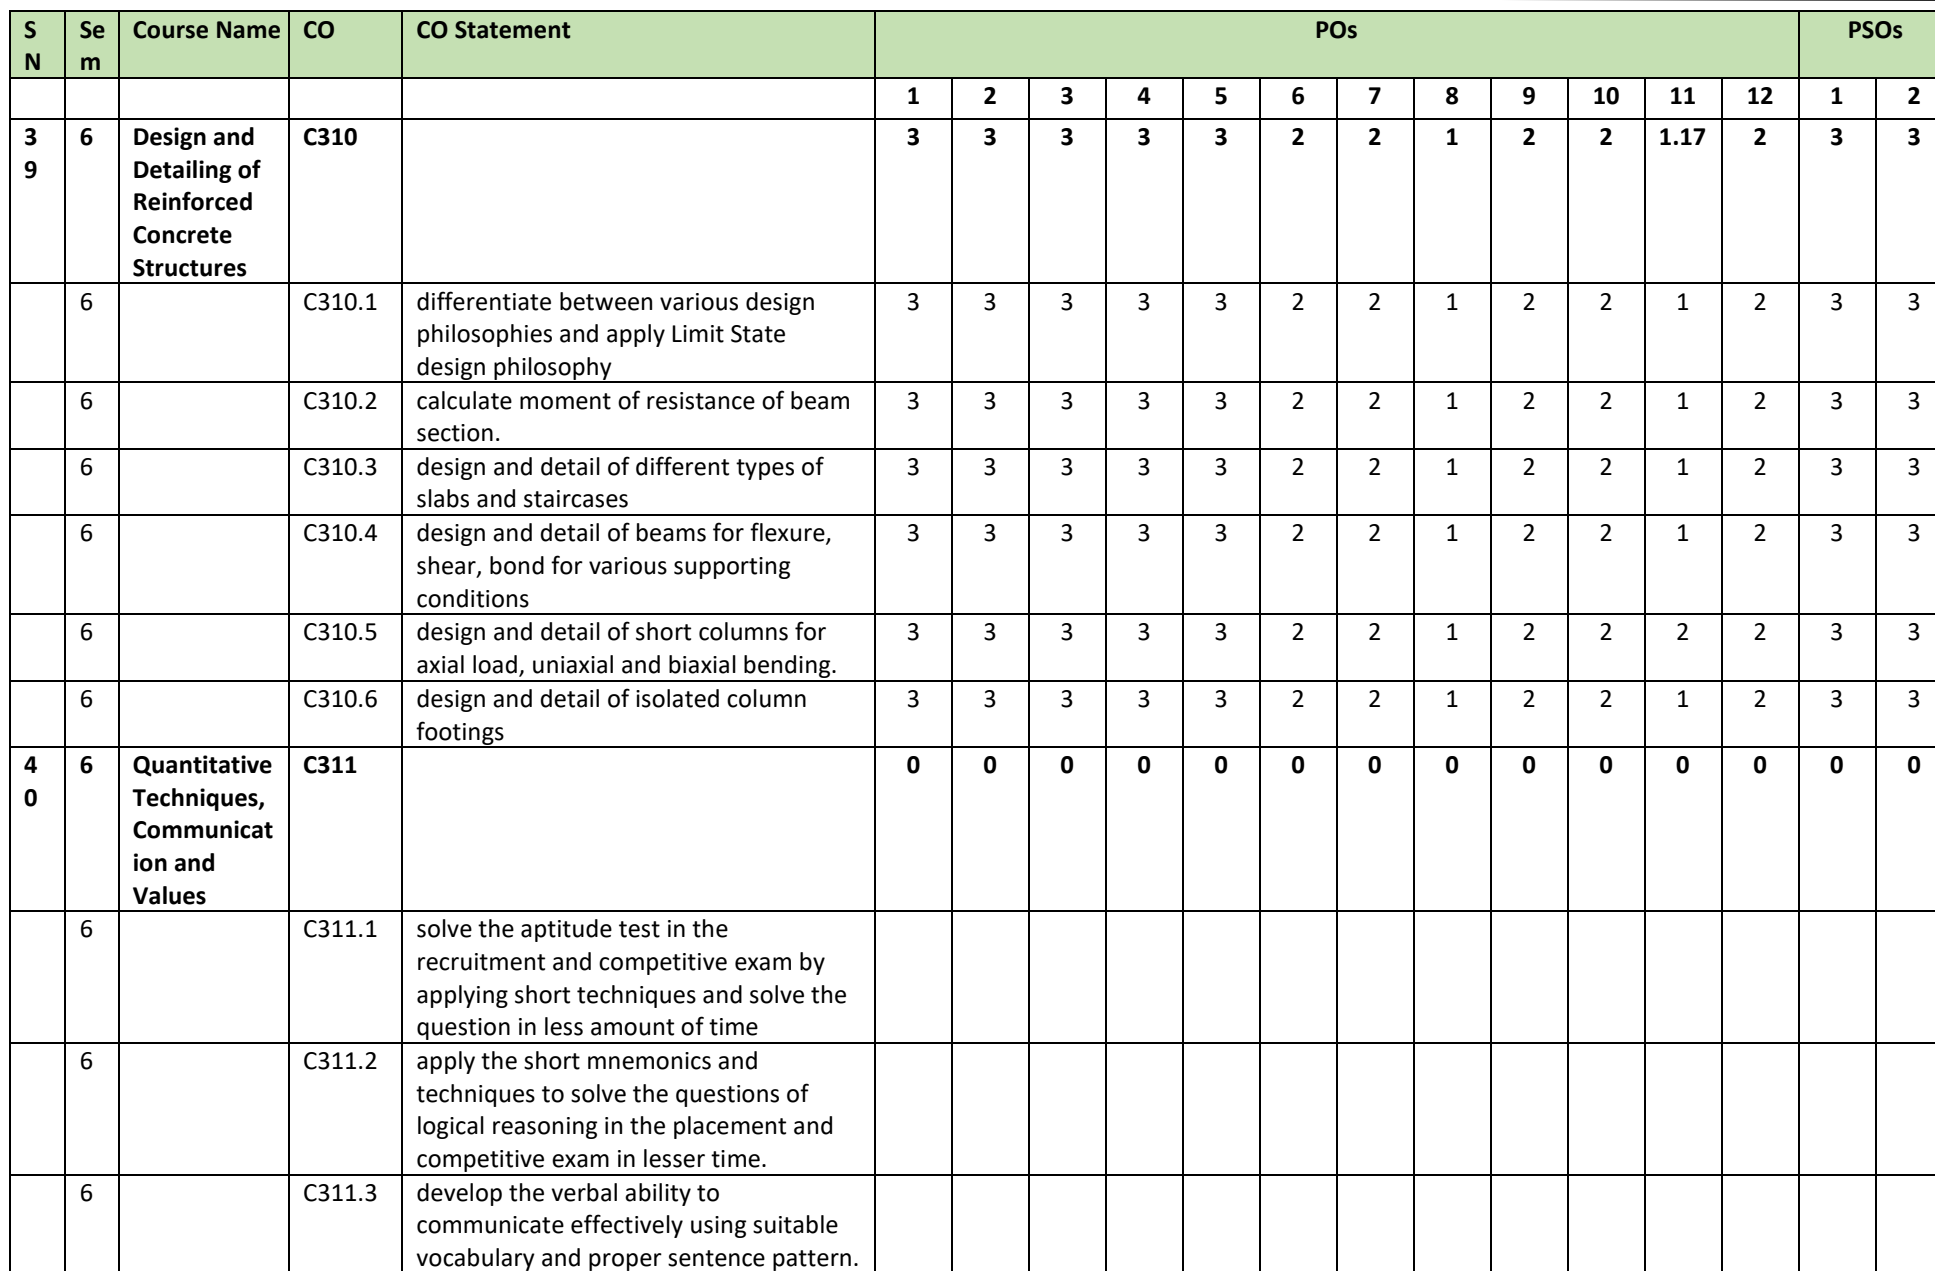 S Se Course Name CO CO Statement POs PSOs
N m
1 2 3 4 5 6 7 8 9 10 11 12 1 2
3 6 Design and C310 3 3 3 3 3 2 2 1 2 2 1.17 2 3 3
9 Detailing of
Reinforced
Concrete
Structures
6 C310.1 differentiate between various design 3 3 3 3 3 2 2 1 2 2 1 2 3 3
philosophies and apply Limit State
design philosophy
6 C310.2 calculate moment of resistance of beam 3 3 3 3 3 2 2 1 2 2 1 2 3 3
section.
6 C310.3 design and detail of different types of 3 3 3 3 3 2 2 1 2 2 1 2 3 3
slabs and staircases
6 C310.4 design and detail of beams for flexure, 3 3 3 3 3 2 2 1 2 2 1 2 3 3
shear, bond for various supporting
conditions
6 C310.5 design and detail of short columns for 3 3 3 3 3 2 2 1 2 2 2 2 3 3
axial load, uniaxial and biaxial bending.
6 C310.6 design and detail of isolated column 3 3 3 3 3 2 2 1 2 2 1 2 3 3
footings
4 6 Quantitative C311 0 0 0 0 0 0 0 0 0 0 0 0 0 0
0 Techniques,
Communicat
ion and
Values
6 C311.1 solve the aptitude test in the
recruitment and competitive exam by
applying short techniques and solve the
question in less amount of time
6 C311.2 apply the short mnemonics and
techniques to solve the questions of
logical reasoning in the placement and
competitive exam in lesser time.
6 C311.3 develop the verbal ability to
communicate effectively using suitable
vocabulary and proper sentence pattern.